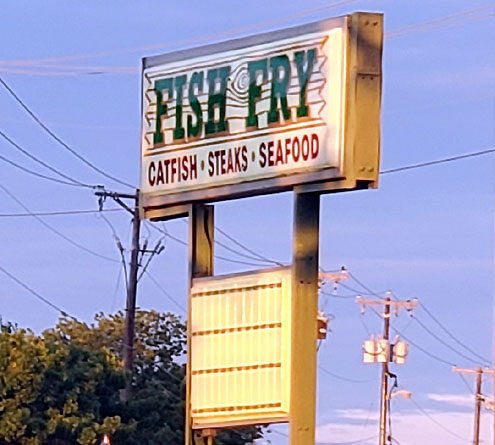 FISH FRY
CATFISH • STEAKS • SEAFOOD